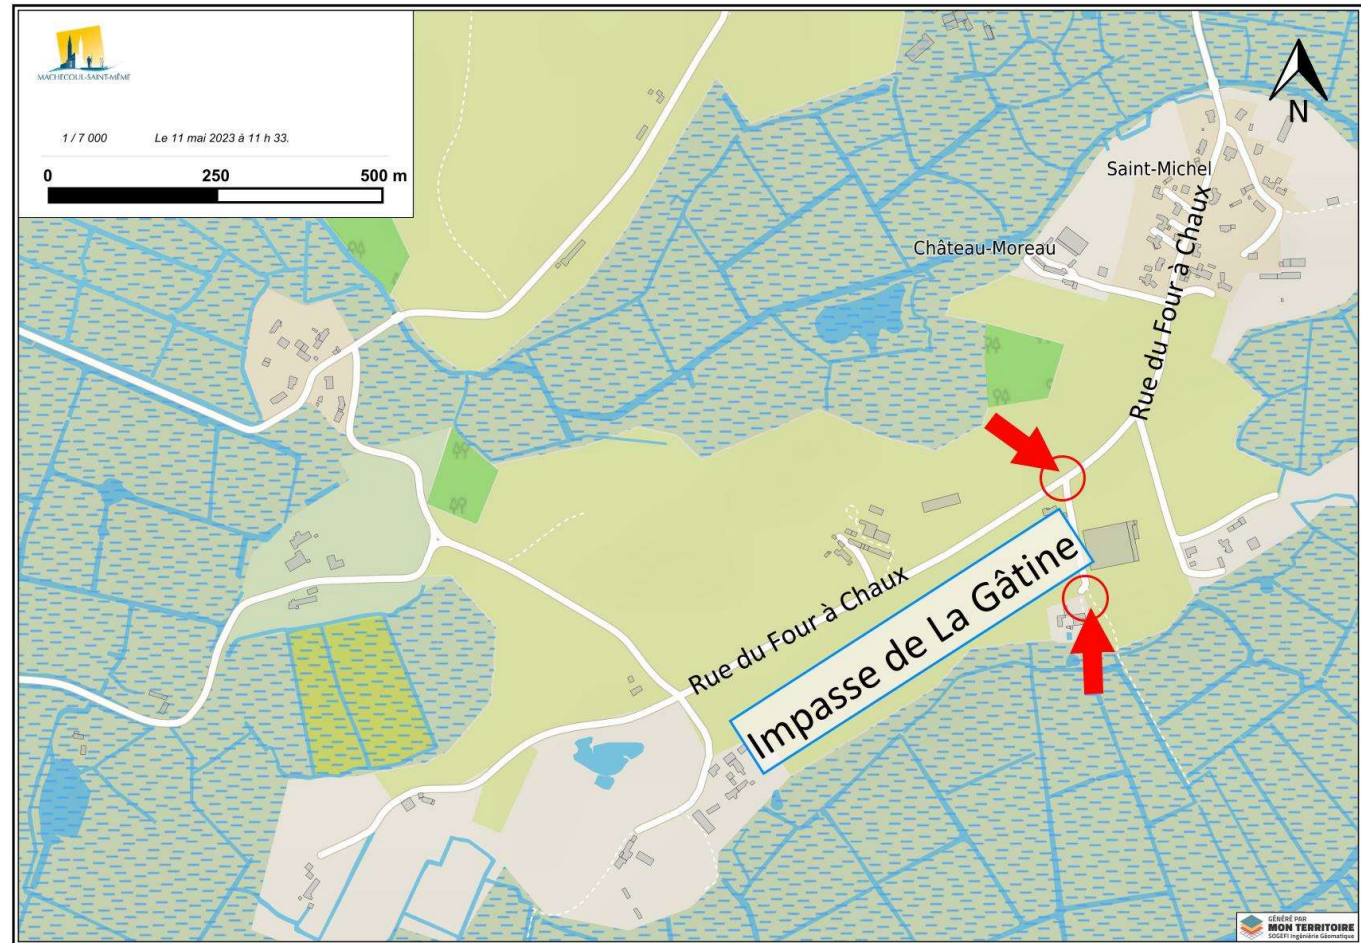 MACHECOUL-SAINT-MÊME
1 / 7 000
Le 11 mai 2023 à 11 h 33.
0 250 500 m
N
Saint-Michel
Château-Moreau
Rue du Four à Chaux
Rue du Four à Chaux
Impasse de La Gâtine
GÉNÉRÉ PAR
MON TERRITOIRE
SOGEFI Ingénierie Géomatique